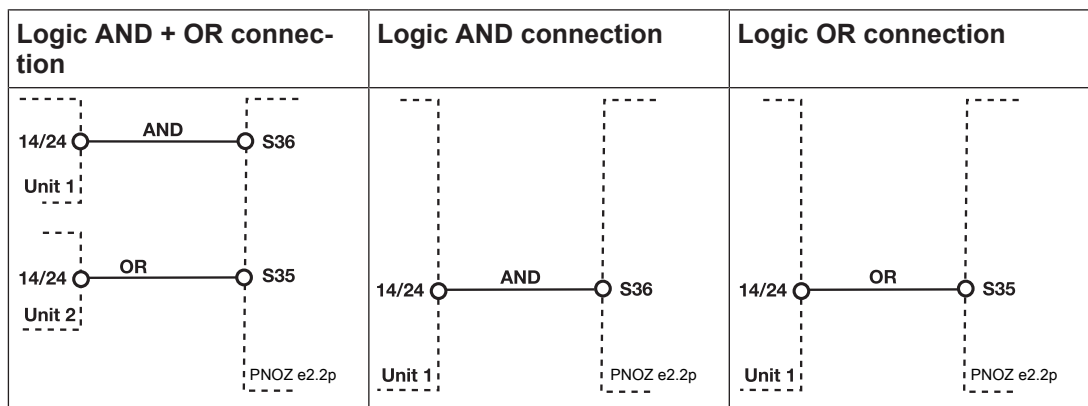 Logic AND + OR connec-
tion
Logic AND connection
Logic OR connection
14/24
AND
S36
Unit 1
14/24
OR
S35
Unit 2
PNOZ e2.2p
14/24
AND
S36
Unit 1
PNOZ e2.2p
14/24
OR
S35
Unit 1
PNOZ e2.2p